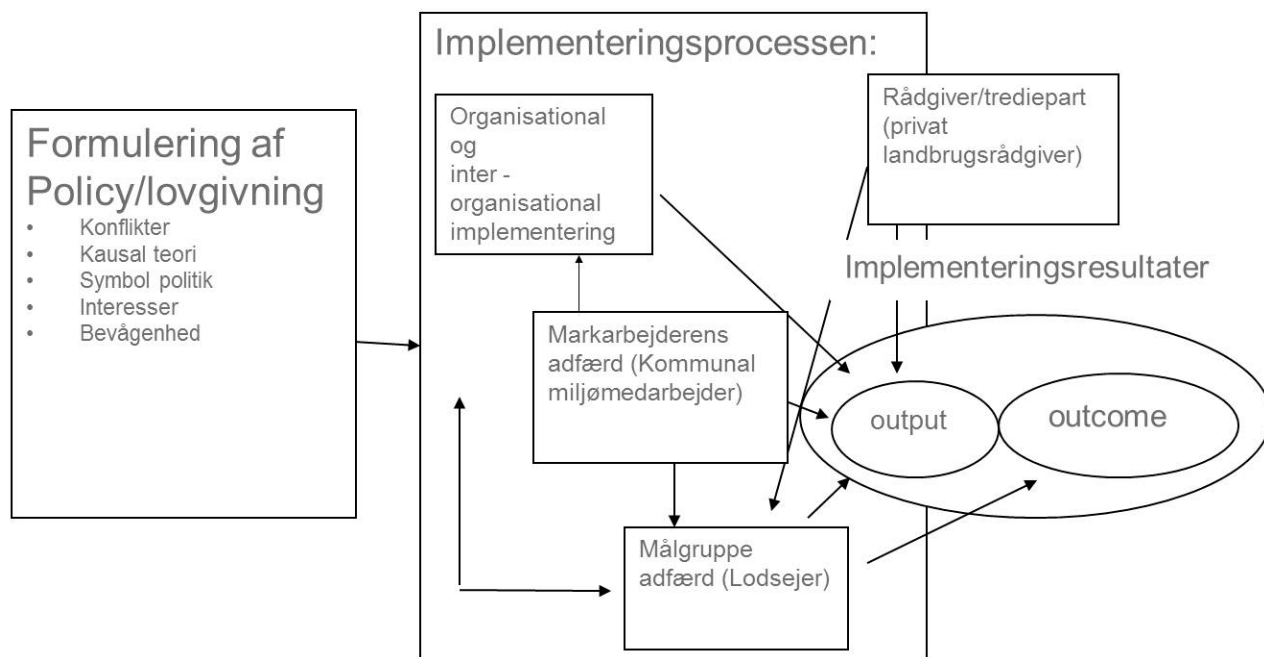 Implementeringsprocessen:
Formulering af
Policy/lovgivning
• Konflikter
• Kausal teori
• Symbol politik
• Interesser
• Bevågenhed
Organisational
og
inter -
organisational
implementering
Rådgiver/trediepart
(privat
landbrugsrådgiver)
Implementeringsresultater
Markarbejderens
adfærd (Kommunal
miljømedarbejder)
output
outcome
Målgruppe
adfærd (Lodsejer)